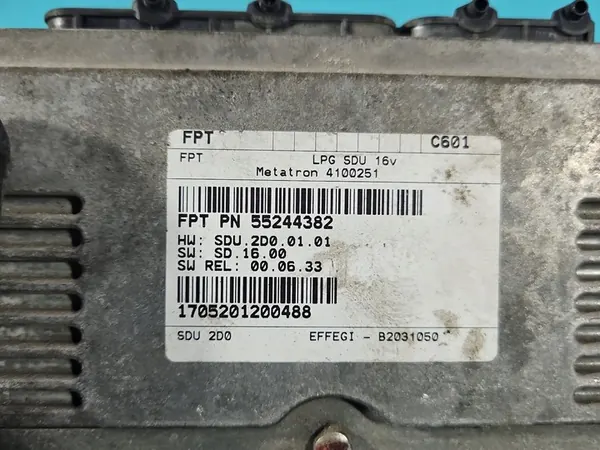 FPT C601
FPT LPG SDU 16v
Metatron 4100251
FPT PN 55244382
HW: SDU.2D0.01.01
SW: SD.16.00
SW REL: 00.06.33
1705201200488
SDU 2D0 EFFEGI - B2031050